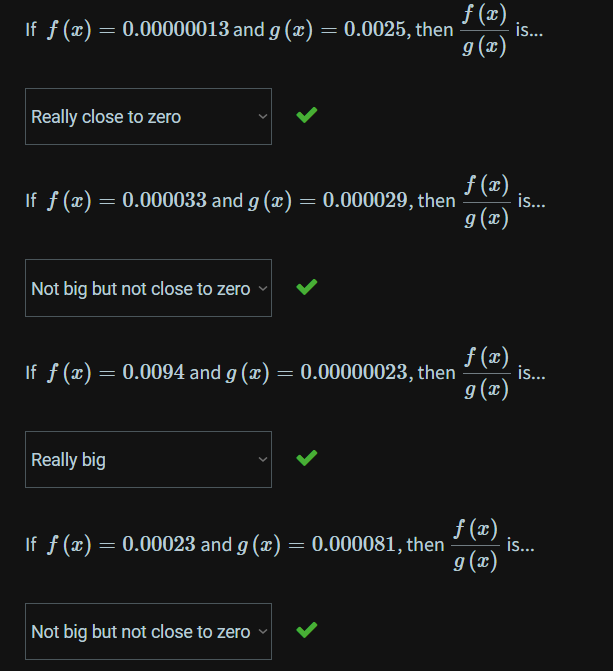 If f(x) = 0.00000013 and g(x) = 0.0025, then f(x)/g(x) is...
Really close to zero
If f(x) = 0.000033 and g(x) = 0.000029, then f(x)/g(x) is...
Not big but not close to zero
If f(x) = 0.0094 and g(x) = 0.00000023, then f(x)/g(x) is...
Really big
If f(x) = 0.00023 and g(x) = 0.000081, then f(x)/g(x) is...
Not big but not close to zero